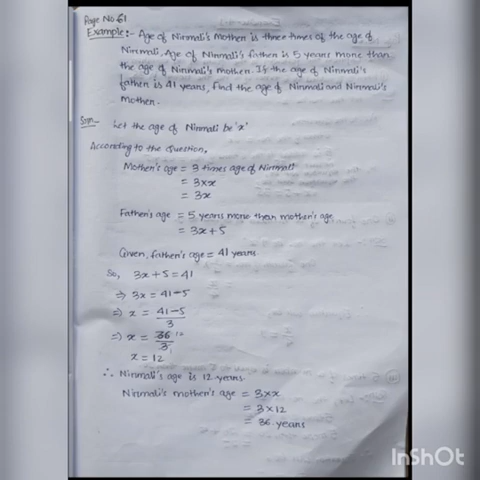 Page No 61
Example:- Age of Nirmali's Mother is three times of the age of
Nirmali. Age of Nirmali's father is 5 years more than
the age of Nirmali's mother. If the age of Nirmali's
father is 41 years, Find the age of Nirmali and Nirmali's
mother.
Soln- Let the age of Nirmali be 'x'
According to the Question,
Mother's age = 3 times age of Nirmali
= 3×x
= 3x
Father's age = 5 years more than mother's age
= 3x+5
Given, father's age = 41 years
So, 3x+5=41
⇒ 3x = 41-5
⇒ x = 41-5/3
⇒ x = 36/3 12 1
x = 12
∴ Nirmali's age is 12 years.
Nirmali's mother's age = 3×x
= 3×12
= 36 years
InShOt